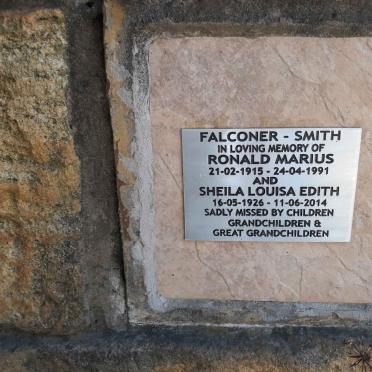 FALCONER - SMITH
IN LOVING MEMORY OF
RONALD MARIUS
21-02-1915 - 24-04-1991
AND
SHEILA LOUISA EDITH
16-05-1926 - 11-06-2014
SADLY MISSED BY CHILDREN
GRANDCHILDREN &
GREAT GRANDCHILDREN